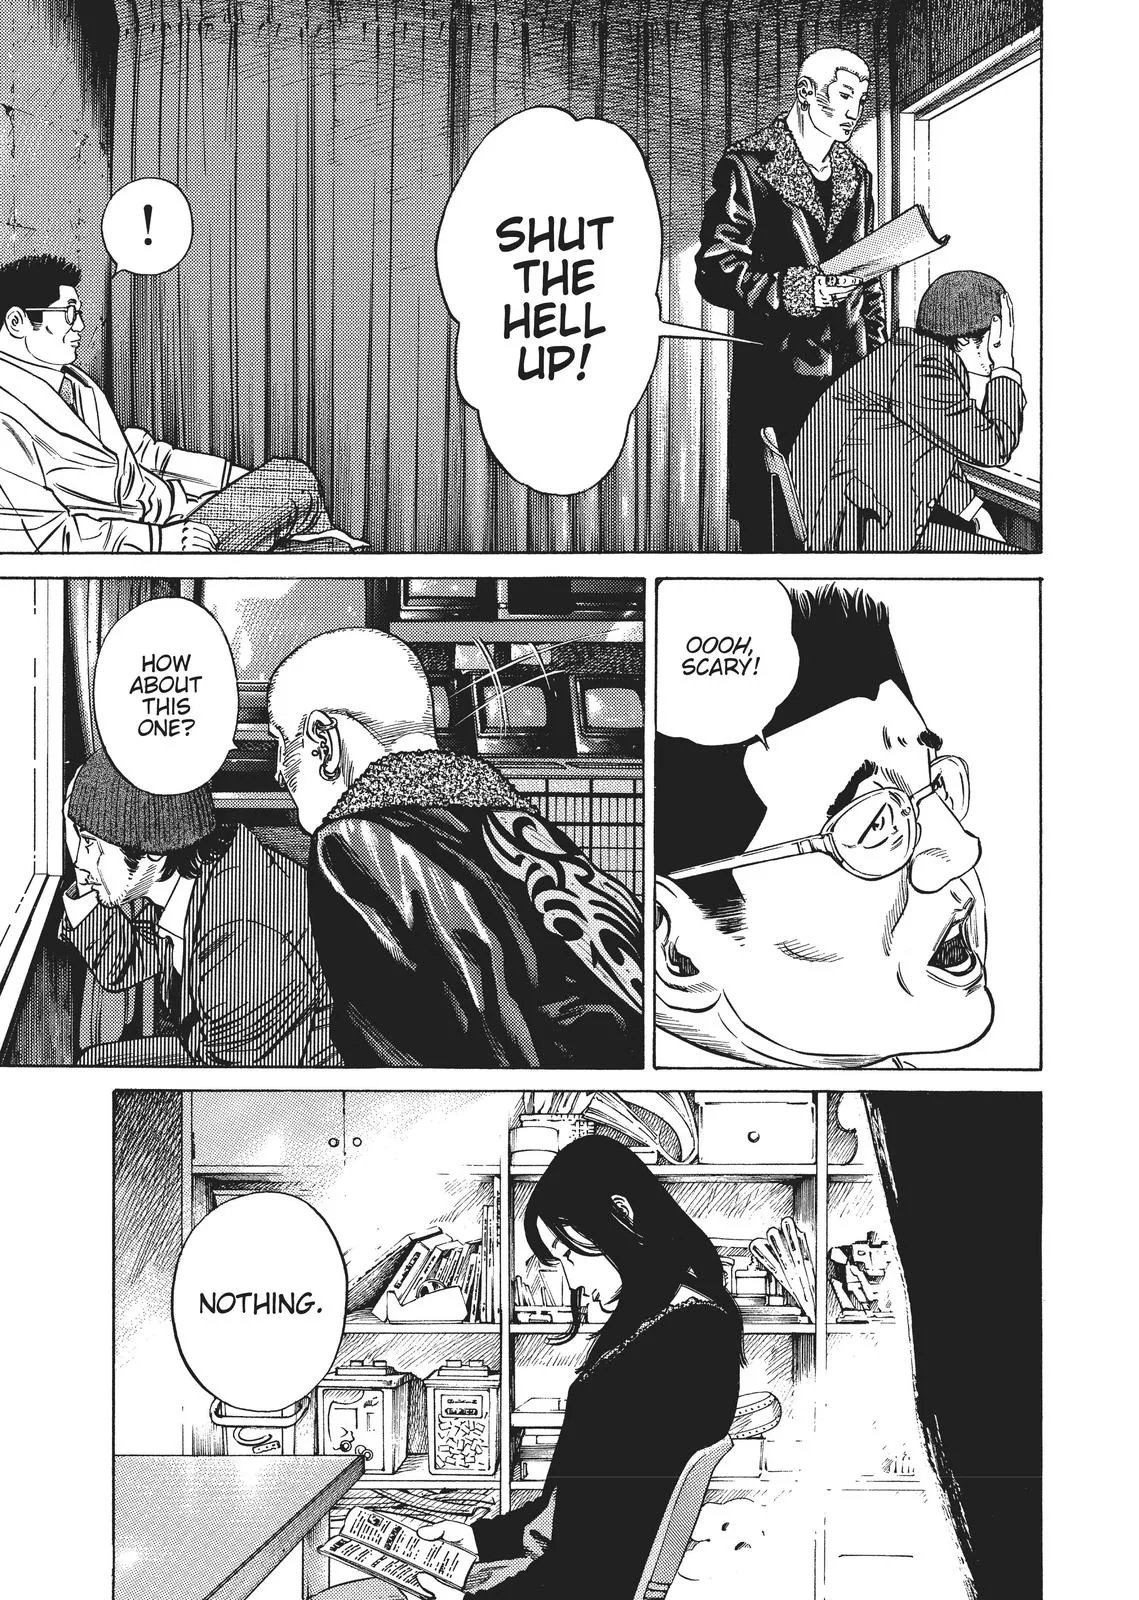 SHUT
THE
HELL
UP!
!
OOOH,
SCARY!
HOW
ABOUT
THIS
ONE?
NOTHING.